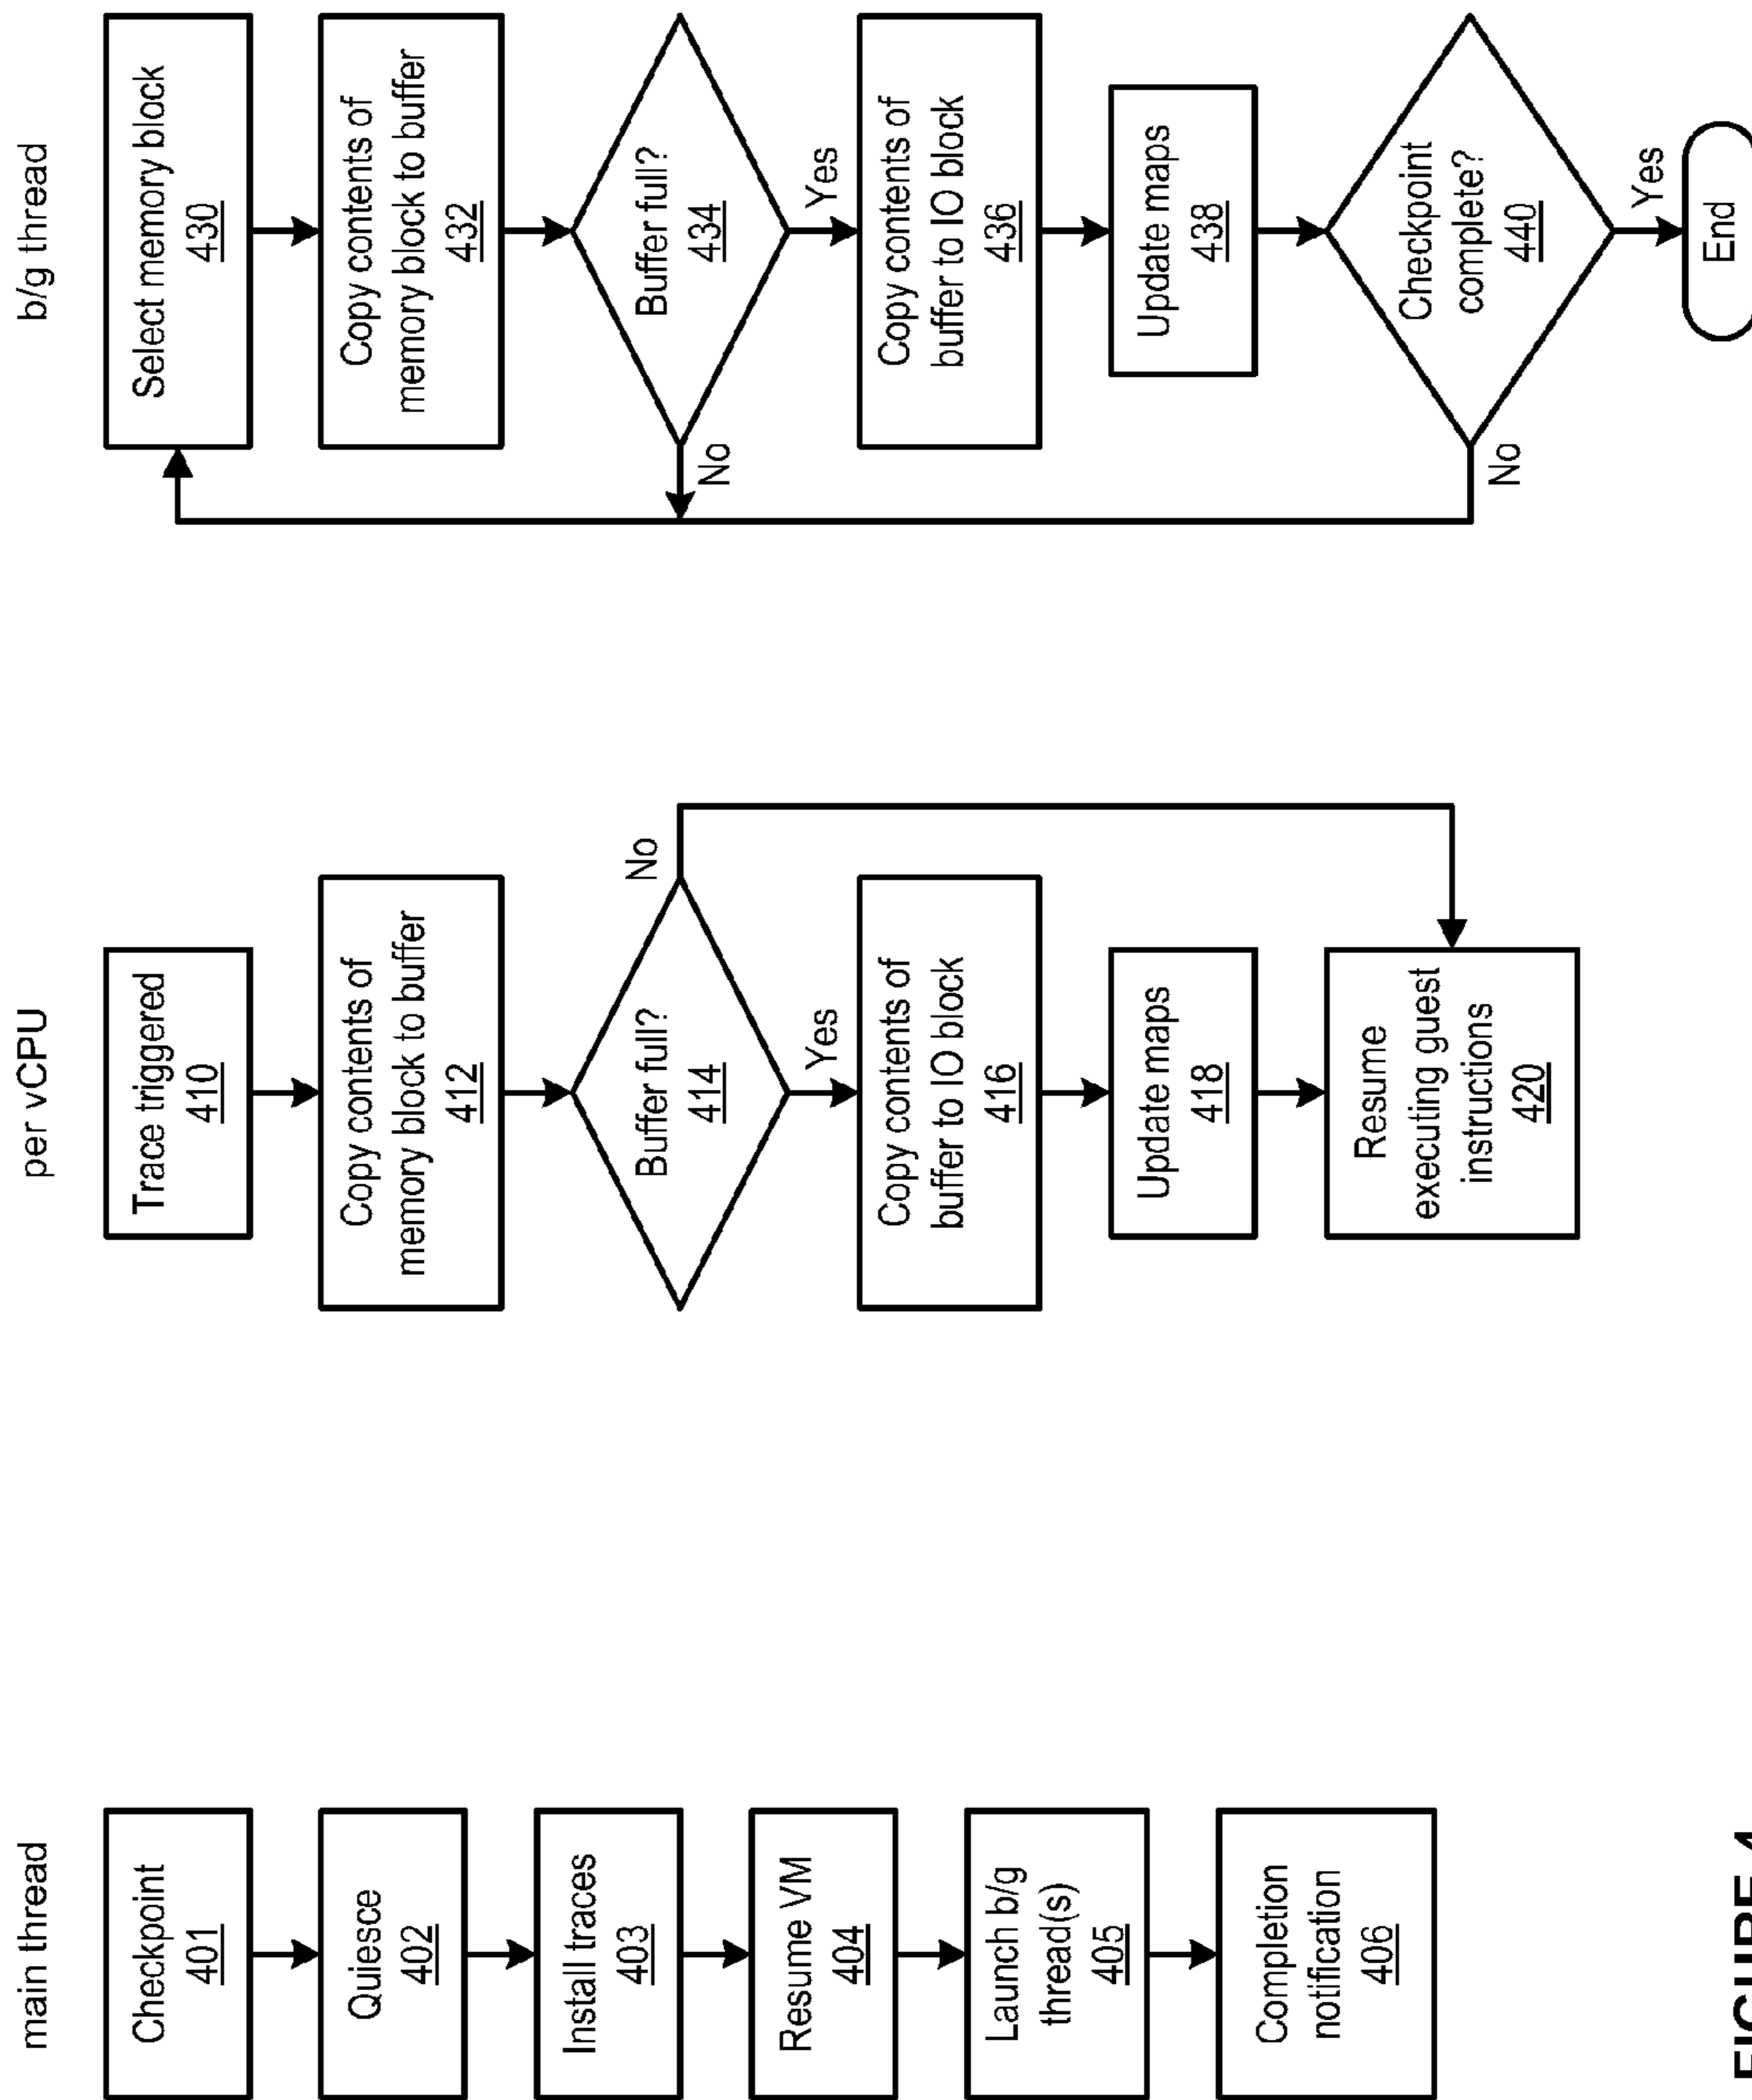 main thread
Checkpoint
401
Quiesce
402
Install traces
403
Resume VM
404
Launch b/g
thread(s)
405
Completion
notification
406
per vCPU
Trace triggered
410
Copy contents of
memory block to buffer
412
Buffer full?
414
No
Yes
Copy contents of
buffer to IO block
416
Update maps
418
Resume
executing guest
instructions
420
b/g thread
Select memory block
430
Copy contents of
memory block to buffer
432
Buffer full?
434
No
Yes
Copy contents of
buffer to IO block
436
Update maps
438
Checkpoint
complete?
440
No
Yes
End
FIGURE 4